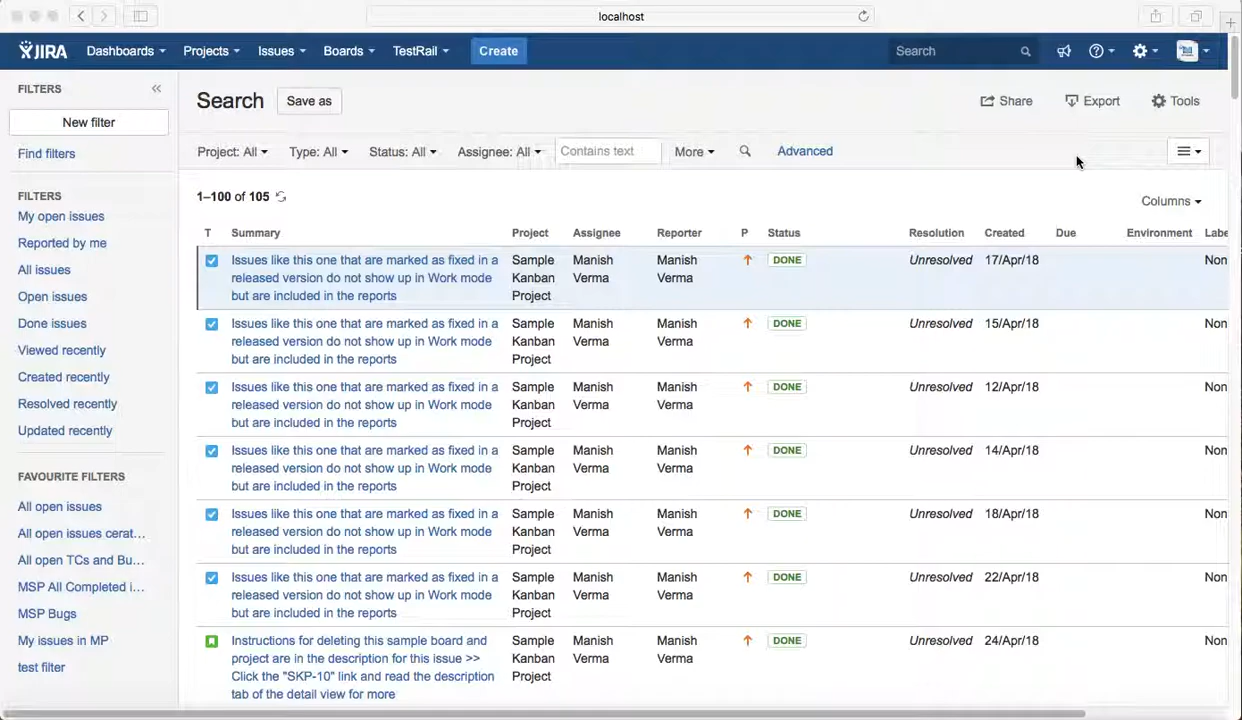 localhost
JIRA Dashboards Projects Issues Boards TestRail Create Search
FILTERS
New filter
Find filters
FILTERS
My open issues
Reported by me
All issues
Open issues
Done issues
Viewed recently
Created recently
Resolved recently
Updated recently
FAVOURITE FILTERS
All open issues
All open issues cerat...
All open TCs and Bu...
MSP All Completed i...
MSP Bugs
My issues in MP
test filter
Search Save as Share Export Tools
Project: All Type: All Status: All Assignee: All Contains text More Advanced
1–100 of 105
Columns
T Summary Project Assignee Reporter P Status Resolution Created Due Environment Labe
Issues like this one that are marked as fixed in a Sample Manish Manish DONE Unresolved 17/Apr/18 Non
released version do not show up in Work mode Kanban Verma Verma
but are included in the reports Project
Issues like this one that are marked as fixed in a Sample Manish Manish DONE Unresolved 15/Apr/18 Non
released version do not show up in Work mode Kanban Verma Verma
but are included in the reports Project
Issues like this one that are marked as fixed in a Sample Manish Manish DONE Unresolved 12/Apr/18 Non
released version do not show up in Work mode Kanban Verma Verma
but are included in the reports Project
Issues like this one that are marked as fixed in a Sample Manish Manish DONE Unresolved 14/Apr/18 Non
released version do not show up in Work mode Kanban Verma Verma
but are included in the reports Project
Issues like this one that are marked as fixed in a Sample Manish Manish DONE Unresolved 18/Apr/18 Non
released version do not show up in Work mode Kanban Verma Verma
but are included in the reports Project
Issues like this one that are marked as fixed in a Sample Manish Manish DONE Unresolved 22/Apr/18 Non
released version do not show up in Work mode Kanban Verma Verma
but are included in the reports Project
Instructions for deleting this sample board and Sample Manish Manish DONE Unresolved 24/Apr/18 Non
project are in the description for this issue >> Kanban Verma Verma
Click the "SKP-10" link and read the description Project
tab of the detail view for more